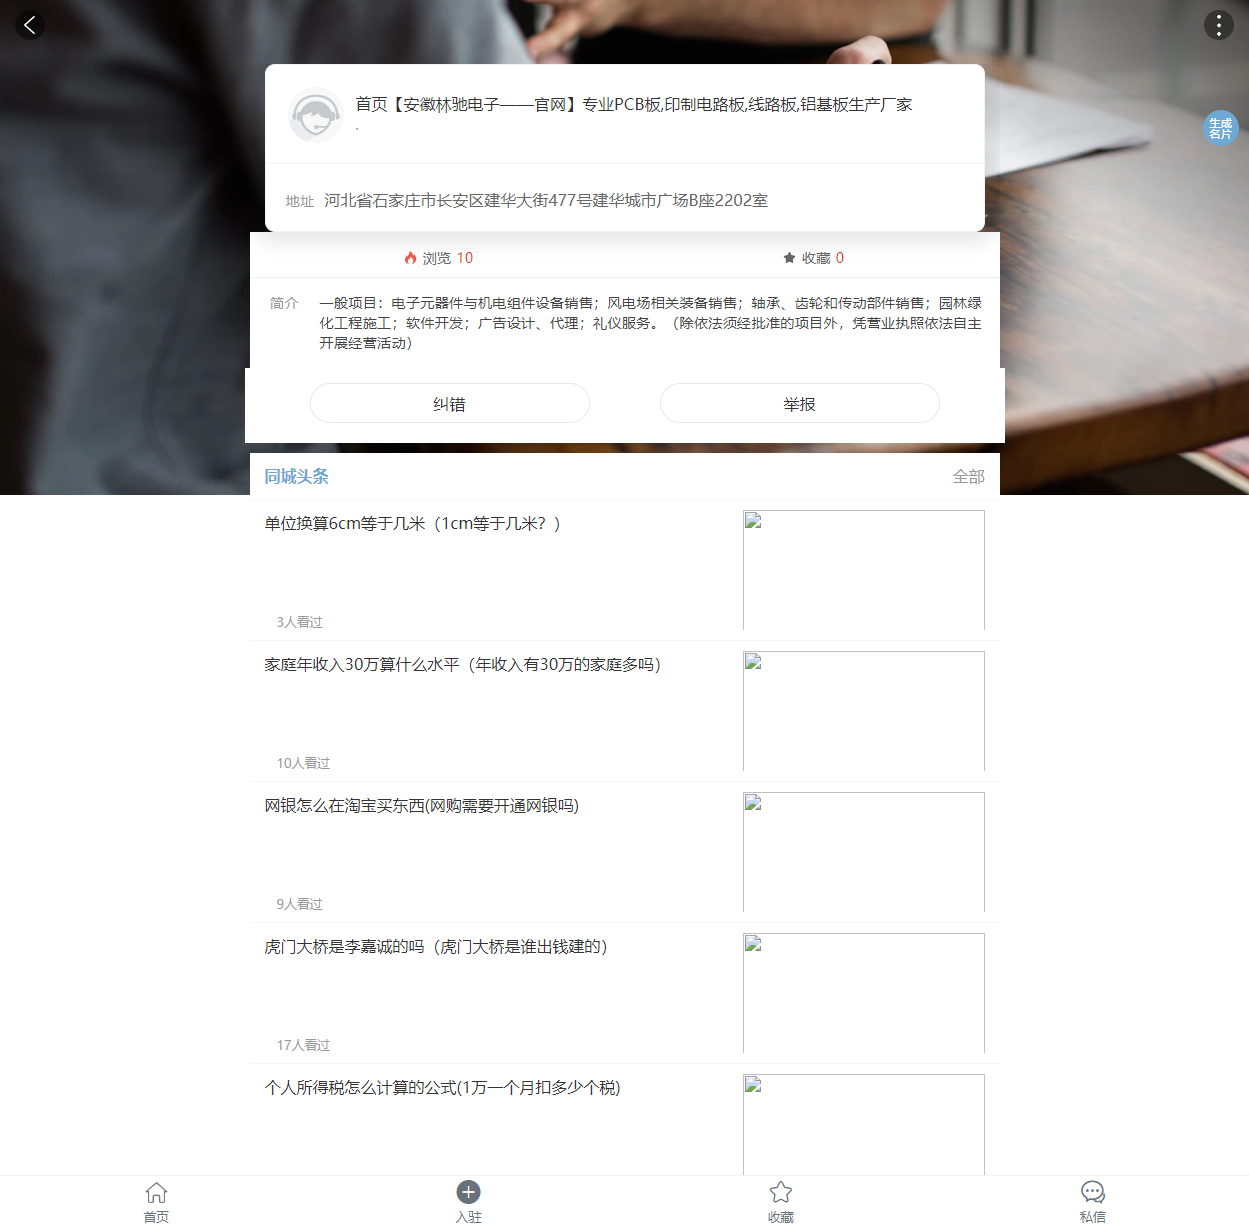 生成
名片
首页【安徽林驰电子——官网】专业PCB板,印制电路板,线路板,铝基板生产厂家
.
地址 河北省石家庄市长安区建华大街477号建华城市广场B座2202室
浏览 10 收藏 0
简介 一般项目：电子元器件与机电组件设备销售；风电场相关装备销售；轴承、齿轮和传动部件销售；园林绿
化工程施工；软件开发；广告设计、代理；礼仪服务。（除依法须经批准的项目外，凭营业执照依法自主
开展经营活动）
纠错 举报
同城头条 全部
单位换算6cm等于几米（1cm等于几米？）
3人看过
家庭年收入30万算什么水平（年收入有30万的家庭多吗）
10人看过
网银怎么在淘宝买东西(网购需要开通网银吗)
9人看过
虎门大桥是李嘉诚的吗（虎门大桥是谁出钱建的）
17人看过
个人所得税怎么计算的公式(1万一个月扣多少个税)
首页 入驻 收藏 私信